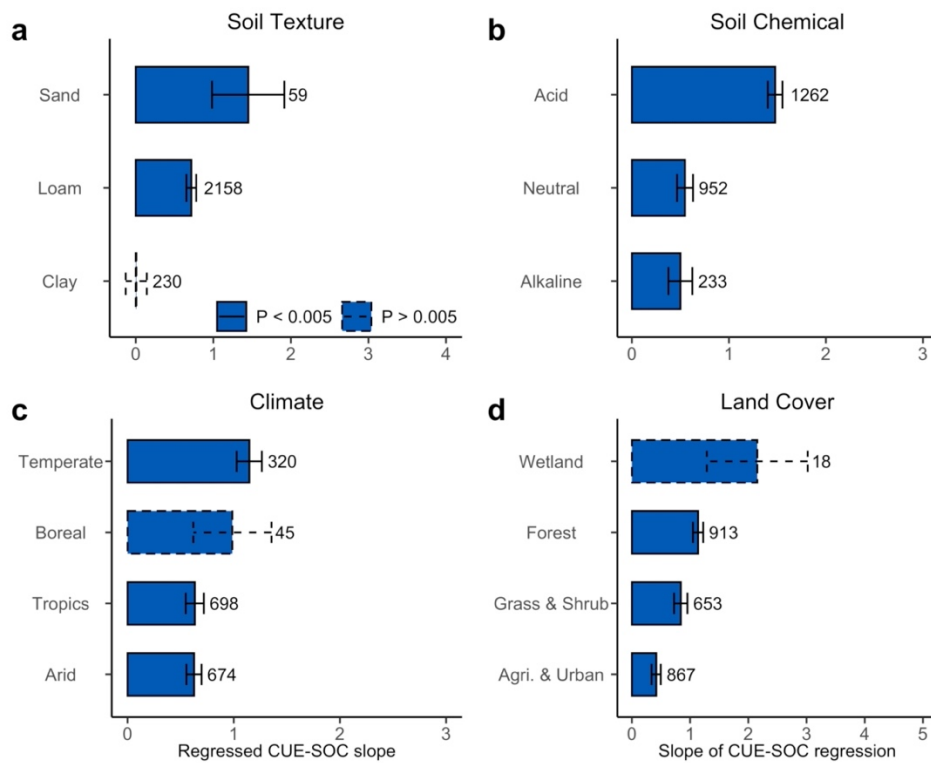 a
Soil Texture
Sand
59
Loam
2158
Clay
230
P < 0.005
P > 0.005
0 1 2 3 4
b
Soil Chemical
Acid
1262
Neutral
952
Alkaline
233
0 1 2 3
c
Climate
Temperate
320
Boreal
45
Tropics
698
Arid
674
0 1 2 3
Regressed CUE-SOC slope
d
Land Cover
Wetland
18
Forest
913
Grass & Shrub
653
Agri. & Urban
867
0 1 2 3 4 5
Slope of CUE-SOC regression